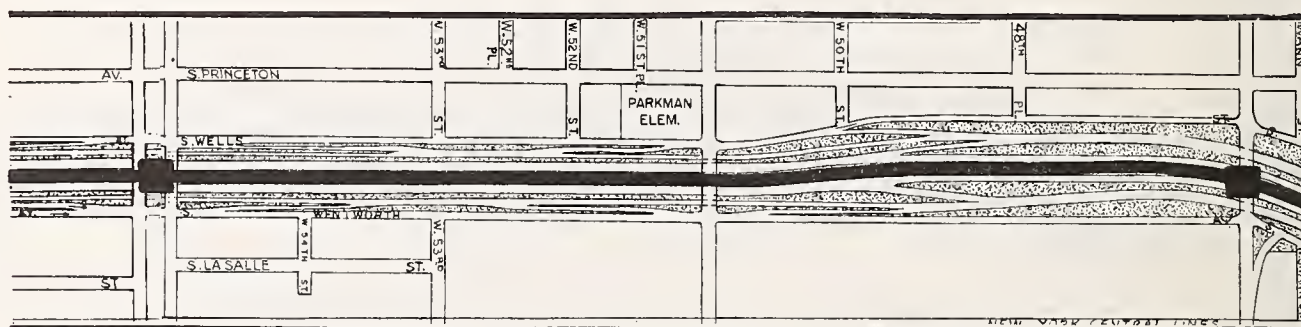 W. 53RD
ST.
W. 52ND
PL.
W. 52ND
ST.
W. 51ST. PL.
W 50TH
ST.
48TH
PL.
AV.
S. PRINCETON
PARKMAN
ELEM.
S. WELLS
ST.
S.
WENTWORTH
AV.
W 54TH
ST
W. 53RD
S. LA SALLE
ST.
ST
NEW YORK CENTRAL LINES